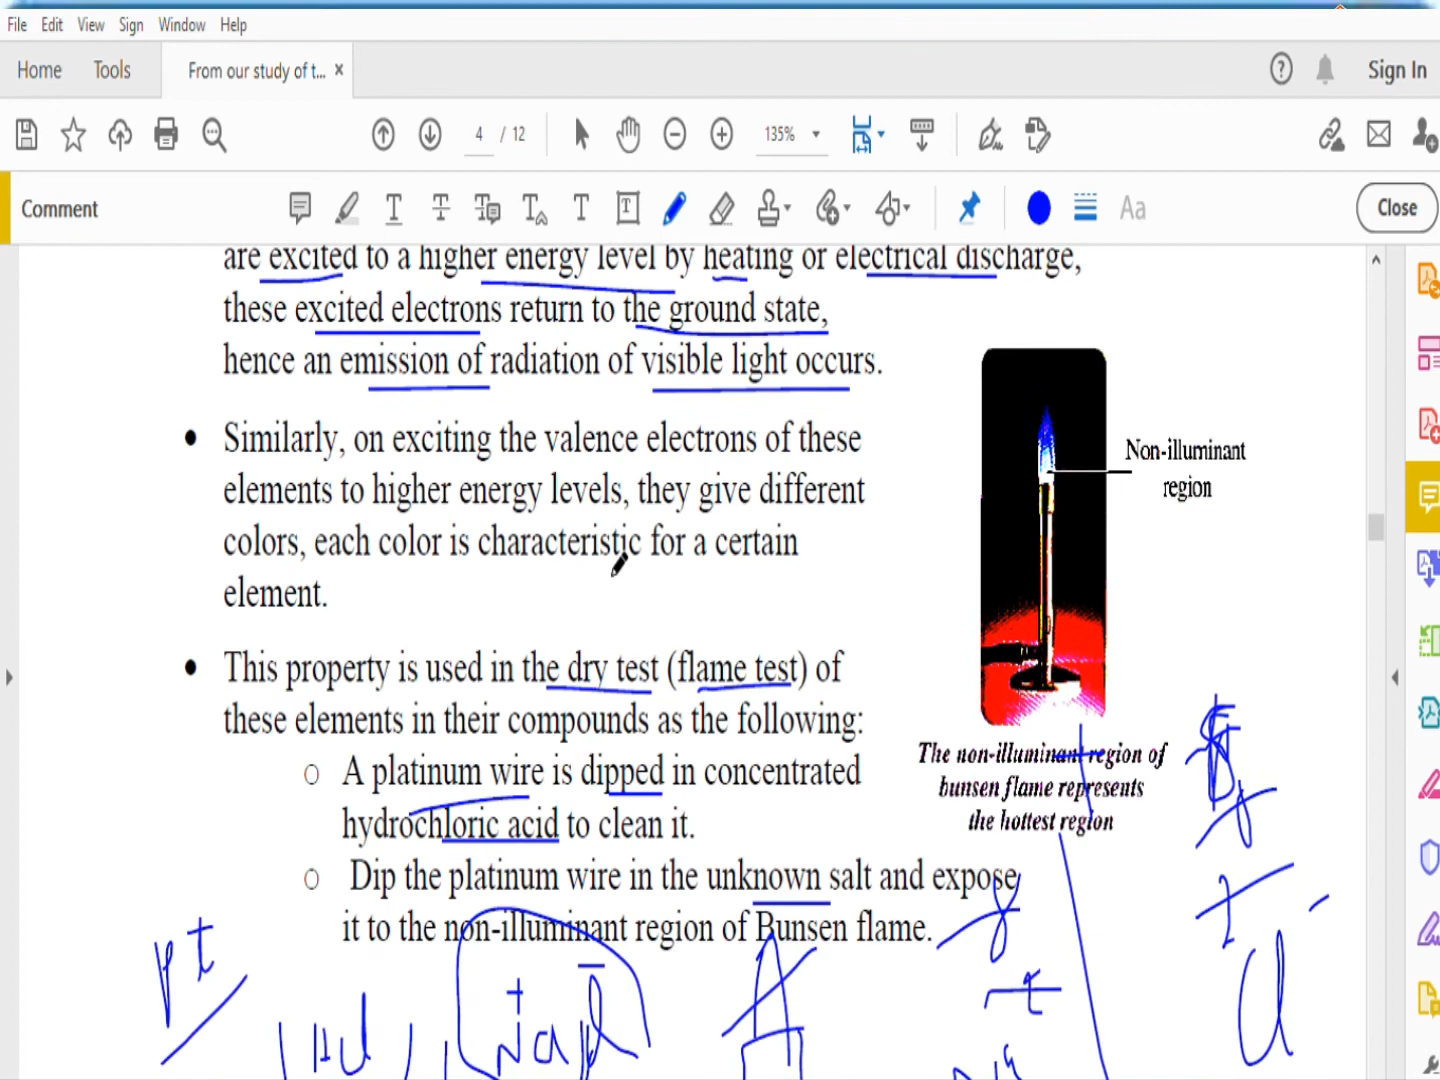 File Edit View Sign Window Help
Home Tools From our study of t... × Sign In
4 / 12 135%
Comment Close
are excited to a higher energy level by heating or electrical discharge,
these excited electrons return to the ground state,
hence an emission of radiation of visible light occurs.
• Similarly, on exciting the valence electrons of these
elements to higher energy levels, they give different
colors, each color is characteristic for a certain
element.
Non-illuminant
region
• This property is used in the dry test (flame test) of
these elements in their compounds as the following:
The non-illuminant region of
bunsen flame represents
the hottest region
○ A platinum wire is dipped in concentrated
hydrochloric acid to clean it.
○ Dip the platinum wire in the unknown salt and expose
it to the non-illuminant region of Bunsen flame.
pt
Hcl